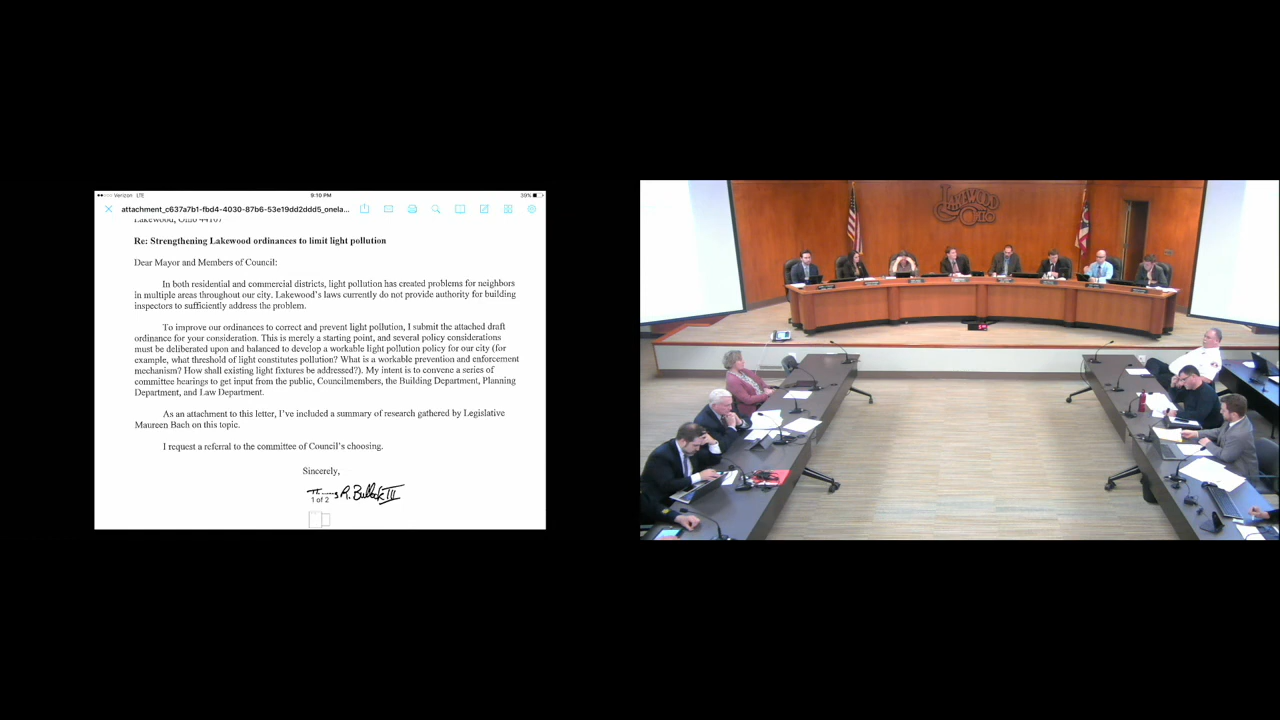 Verizon LTE
9:10 PM
39%
attachment_c637a7b1-fbd4-4030-87b6-53e19dd2ddd5_onela...
Lakewood, Ohio 44107
Re: Strengthening Lakewood ordinances to limit light pollution
Dear Mayor and Members of Council:
In both residential and commercial districts, light pollution has created problems for neighbors
in multiple areas throughout our city. Lakewood's laws currently do not provide authority for building
inspectors to sufficiently address the problem.
To improve our ordinances to correct and prevent light pollution, I submit the attached draft
ordinance for your consideration. This is merely a starting point, and several policy considerations
must be deliberated upon and balanced to develop a workable light pollution policy for our city (for
example, what threshold of light constitutes pollution? What is a workable prevention and enforcement
mechanism? How shall existing light fixtures be addressed?). My intent is to convene a series of
committee hearings to get input from the public, Councilmembers, the Building Department, Planning
Department, and Law Department.
As an attachment to this letter, I've included a summary of research gathered by Legislative
Maureen Bach on this topic.
I request a referral to the committee of Council's choosing.
Sincerely,
R. Bullock III
1 of 2
LAKEWOOD
OHIO